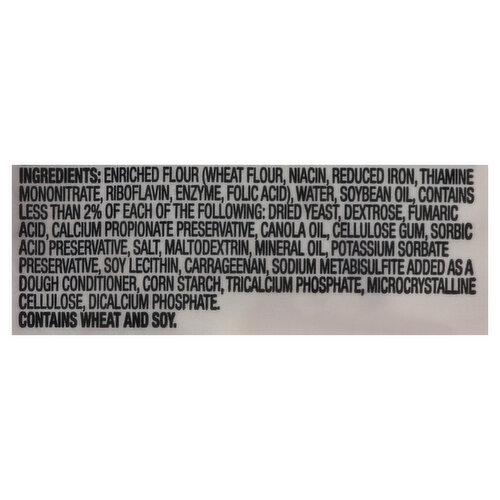 INGREDIENTS: ENRICHED FLOUR (WHEAT FLOUR, NIACIN, REDUCED IRON, THIAMINE
MONONITRATE, RIBOFLAVIN, ENZYME, FOLIC ACID), WATER, SOYBEAN OIL, CONTAINS
LESS THAN 2% OF EACH OF THE FOLLOWING: DRIED YEAST, DEXTROSE, FUMARIC
ACID, CALCIUM PROPIONATE PRESERVATIVE, CANOLA OIL, CELLULOSE GUM, SORBIC
ACID PRESERVATIVE, SALT, MALTODEXTRIN, MINERAL OIL, POTASSIUM SORBATE
PRESERVATIVE, SOY LECITHIN, CARRAGEENAN, SODIUM METABISULFITE ADDED AS A
DOUGH CONDITIONER, CORN STARCH, TRICALCIUM PHOSPHATE, MICROCRYSTALLINE
CELLULOSE, DICALCIUM PHOSPHATE.
CONTAINS WHEAT AND SOY.